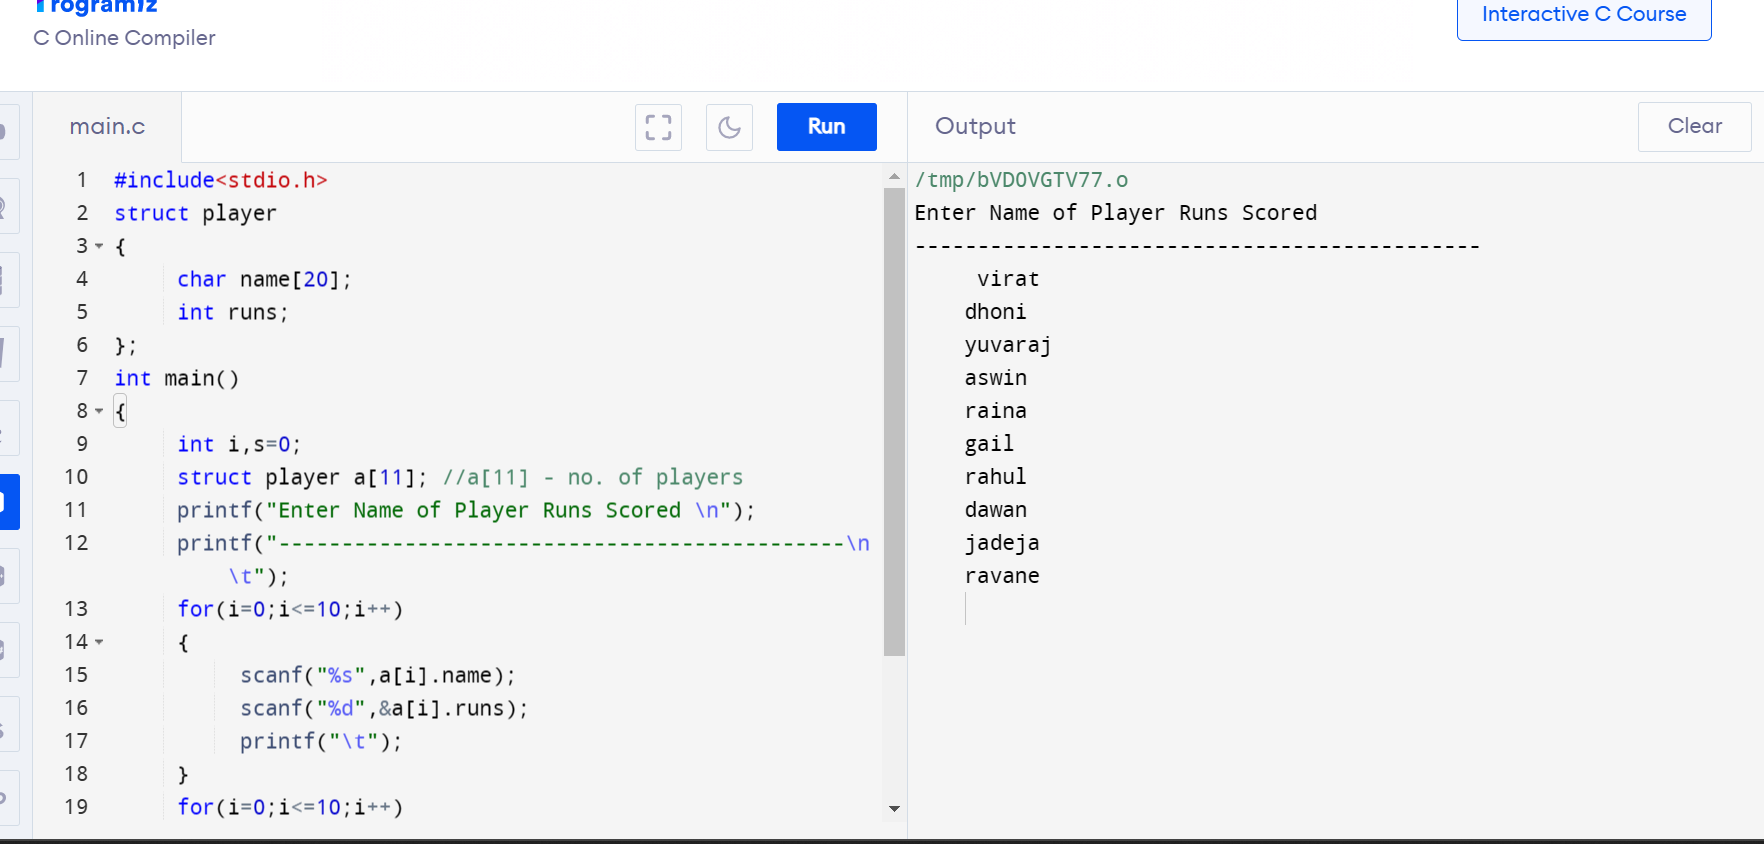 Programiz
C Online Compiler
Interactive C Course
main.c
Run
Output
Clear
1 #include<stdio.h>
2 struct player
3 {
4 char name[20];
5 int runs;
6 };
7 int main()
8 {
9 int i,s=0;
10 struct player a[11]; //a[11] - no. of players
11 printf("Enter Name of Player Runs Scored \n");
12 printf("---------------------------------------------\n
\t");
13 for(i=0;i<=10;i++)
14 {
15 scanf("%s",a[i].name);
16 scanf("%d",&a[i].runs);
17 printf("\t");
18 }
19 for(i=0;i<=10;i++)
/tmp/bVDOVGTV77.o
Enter Name of Player Runs Scored
---------------------------------------------
virat
dhoni
yuvaraj
aswin
raina
gail
rahul
dawan
jadeja
ravane